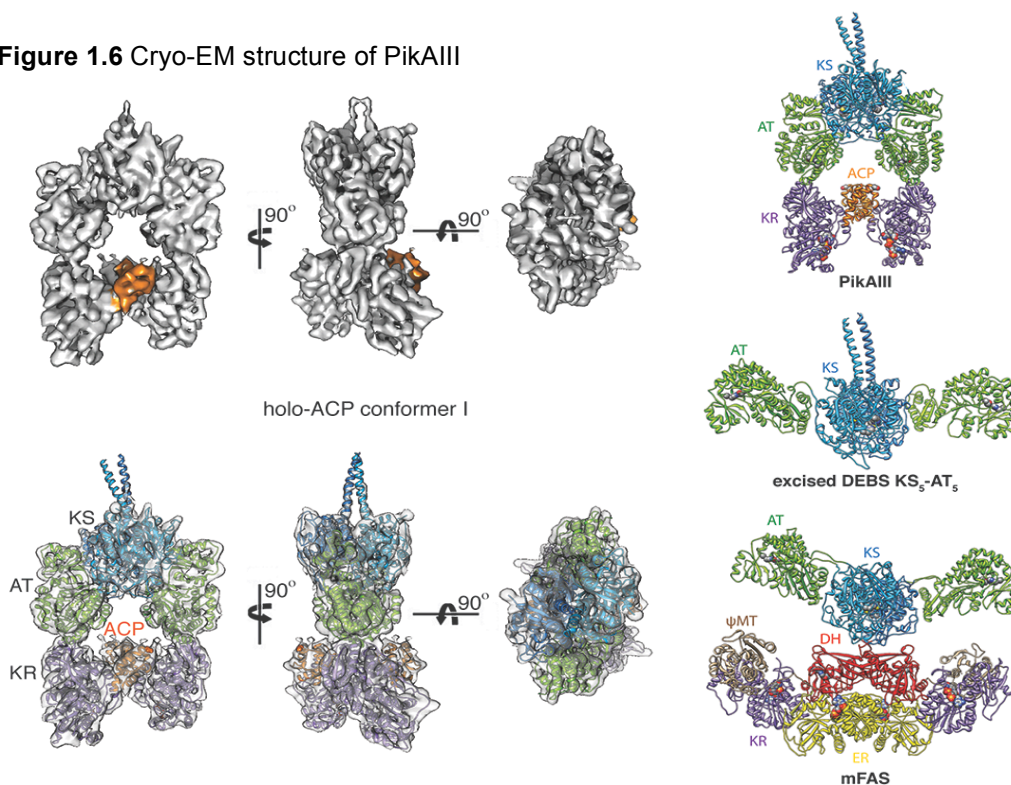 Figure 1.6 Cryo-EM structure of PikAIII
90°
90°
holo-ACP conformer I
KS
AT
ACP
KR
90°
90°
KS
AT
ACP
KR
PikAIII
AT
KS
excised DEBS KS5-AT5
AT
KS
ψMT
DH
KR
ER
mFAS